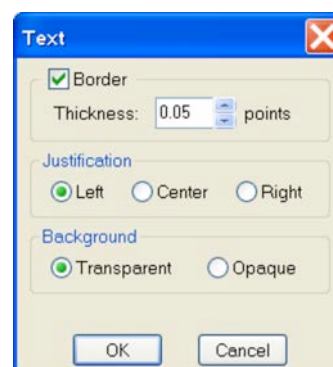 Text
Border
Thickness: 0.05 points
Justification
Left Center Right
Background
Transparent Opaque
OK Cancel